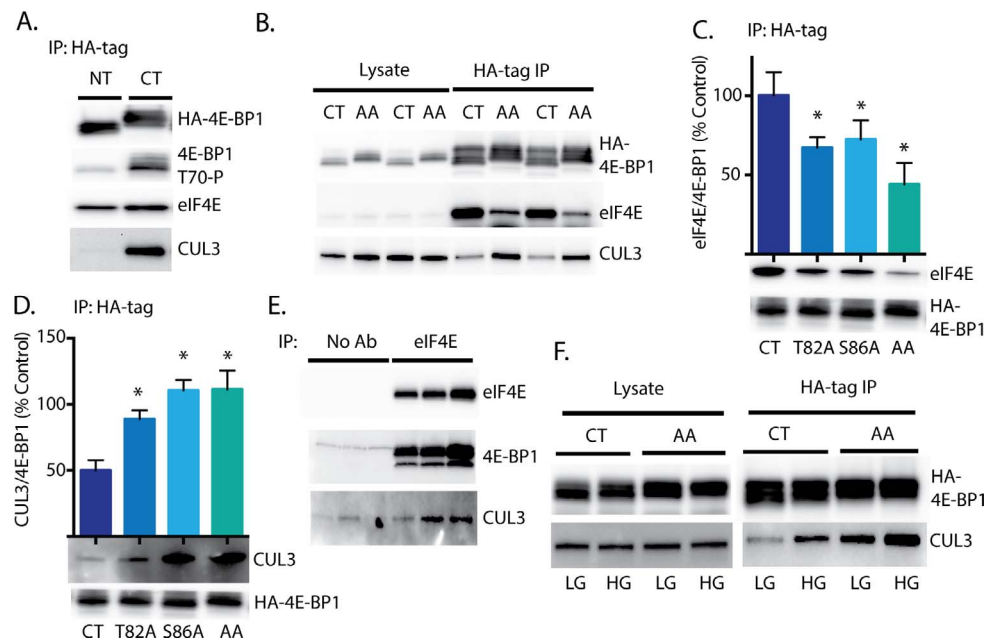 A.
IP: HA-tag
NT CT
HA-4E-BP1
4E-BP1
T70-P
eIF4E
CUL3
B.
Lysate HA-tag IP
CT AA CT AA CT AA CT AA
HA-
4E-BP1
eIF4E
CUL3
C.
IP: HA-tag
eIF4E/4E-BP1 (% Control)
100
50
* * *
eIF4E
HA-
4E-BP1
CT T82A S86A AA
D.
IP: HA-tag
CUL3/4E-BP1 (% Control)
150
100
50
* * *
CUL3
HA-4E-BP1
CT T82A S86A AA
E.
IP: No Ab eIF4E
eIF4E
4E-BP1
CUL3
F.
Lysate HA-tag IP
CT AA CT AA
HA-
4E-BP1
CUL3
LG HG LG HG LG HG LG HG